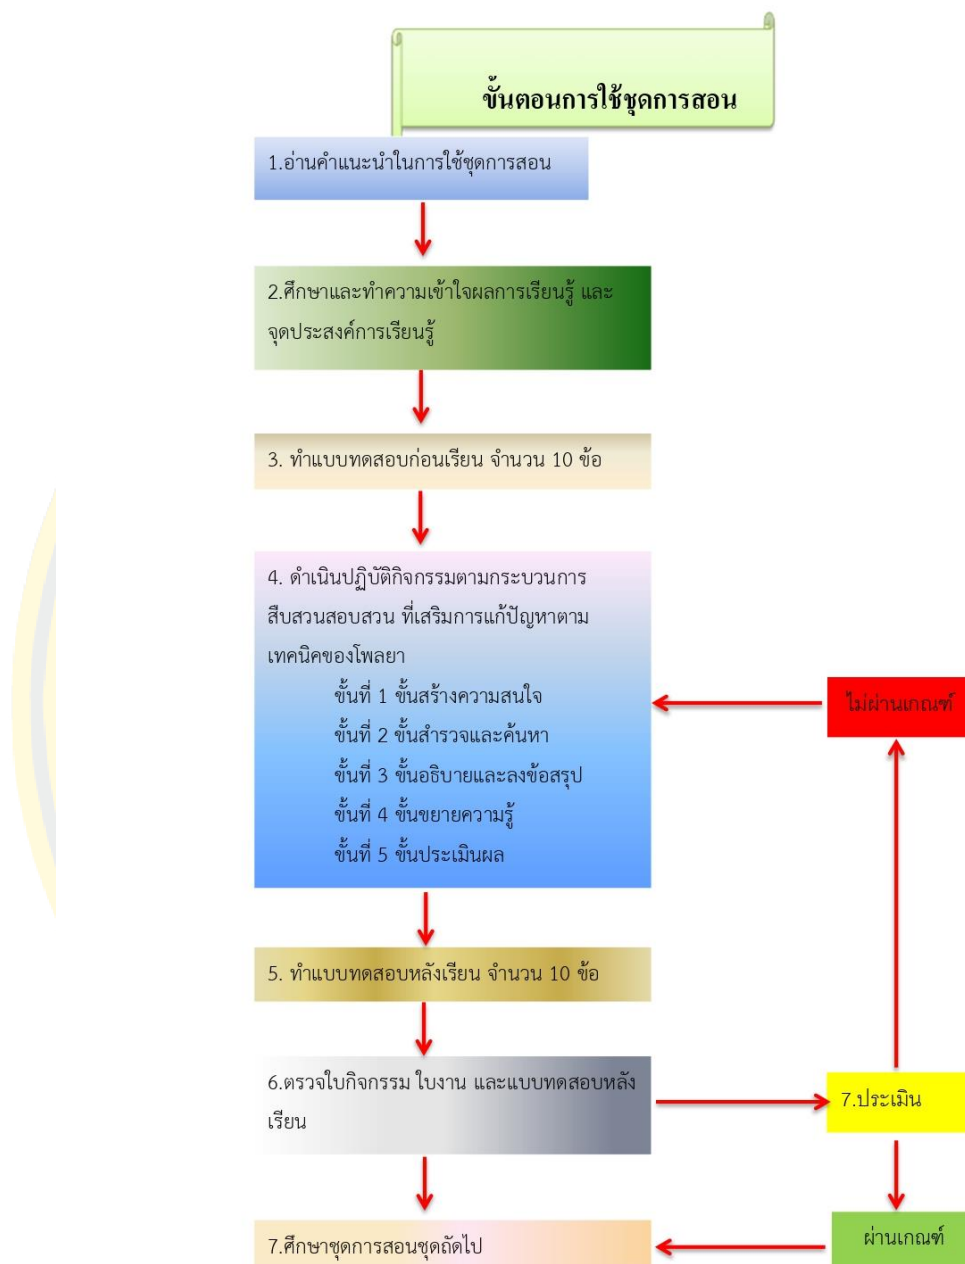 ขั้นตอนการใช้ชุดการสอน
1.อ่านคำแนะนำในการใช้ชุดการสอน
2.ศึกษาและทำความเข้าใจผลการเรียนรู้ และ
จุดประสงค์การเรียนรู้
3. ทำแบบทดสอบก่อนเรียน จำนวน 10 ข้อ
4. ดำเนินปฏิบัติกิจกรรมตามกระบวนการ
สืบสวนสอบสวน ที่เสริมการแก้ปัญหาตาม
เทคนิคของโพลยา
ขั้นที่ 1 ขั้นสร้างความสนใจ
ขั้นที่ 2 ขั้นสำรวจและค้นหา
ขั้นที่ 3 ขั้นอธิบายและลงข้อสรุป
ขั้นที่ 4 ขั้นขยายความรู้
ขั้นที่ 5 ขั้นประเมินผล
ไม่ผ่านเกณฑ์
5. ทำแบบทดสอบหลังเรียน จำนวน 10 ข้อ
6.ตรวจใบกิจกรรม ใบงาน และแบบทดสอบหลัง
เรียน
7.ประเมิน
7.ศึกษาชุดการสอนชุดถัดไป
ผ่านเกณฑ์